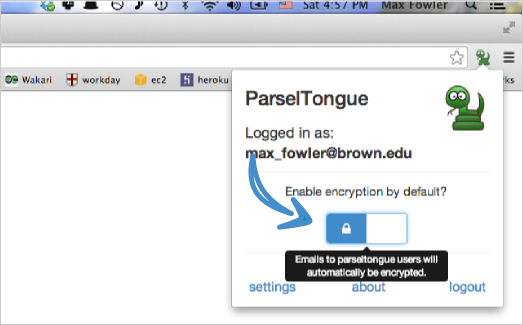 Sat 4:57 PM Max Fowler
Wakari workday ec2 heroku
ParselTongue
Logged in as:
max_fowler@brown.edu
Enable encryption by default?
Emails to parseltongue users will
automatically be encrypted.
settings about logout